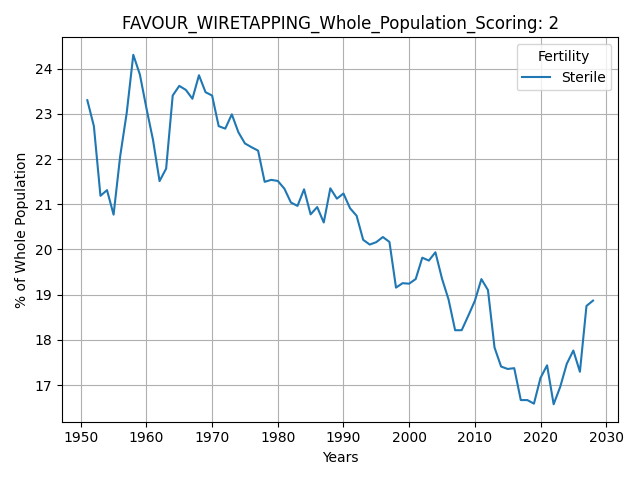 FAVOUR_WIRETAPPING_Whole_Population_Scoring: 2
Fertility
Sterile
% of Whole Population
24
23
22
21
20
19
18
17
1950 1960 1970 1980 1990 2000 2010 2020 2030
Years